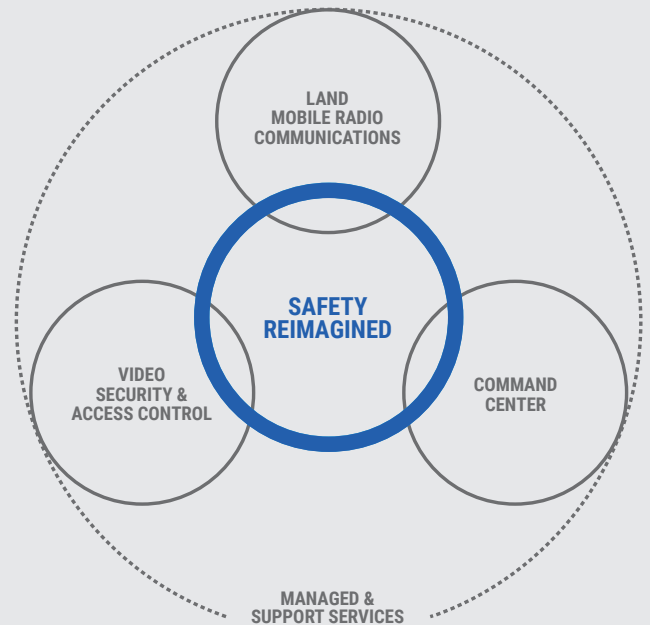 LAND
MOBILE RADIO
COMMUNICATIONS
SAFETY
REIMAGINED
VIDEO
SECURITY &
ACCESS CONTROL
COMMAND
CENTER
MANAGED &
SUPPORT SERVICES